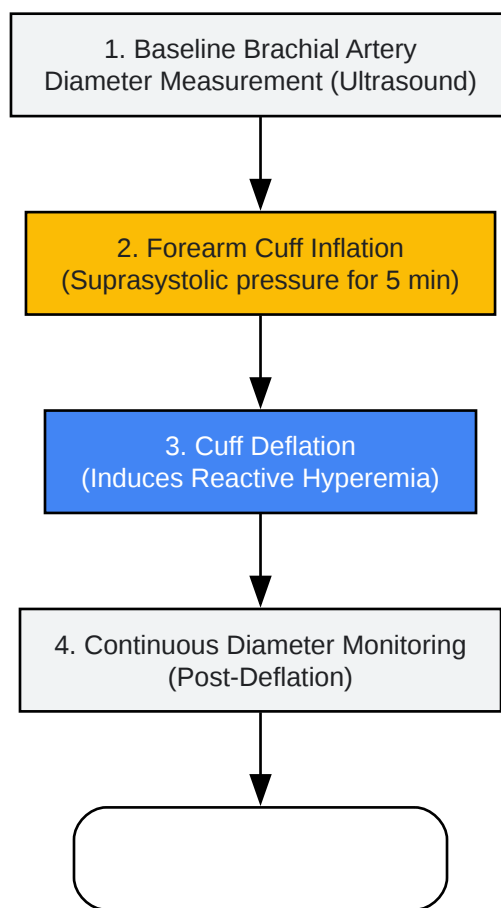 1. Baseline Brachial Artery
Diameter Measurement (Ultrasound)
2. Forearm Cuff Inflation
(Suprasystolic pressure for 5 min)
3. Cuff Deflation
(Induces Reactive Hyperemia)
4. Continuous Diameter Monitoring
(Post-Deflation)